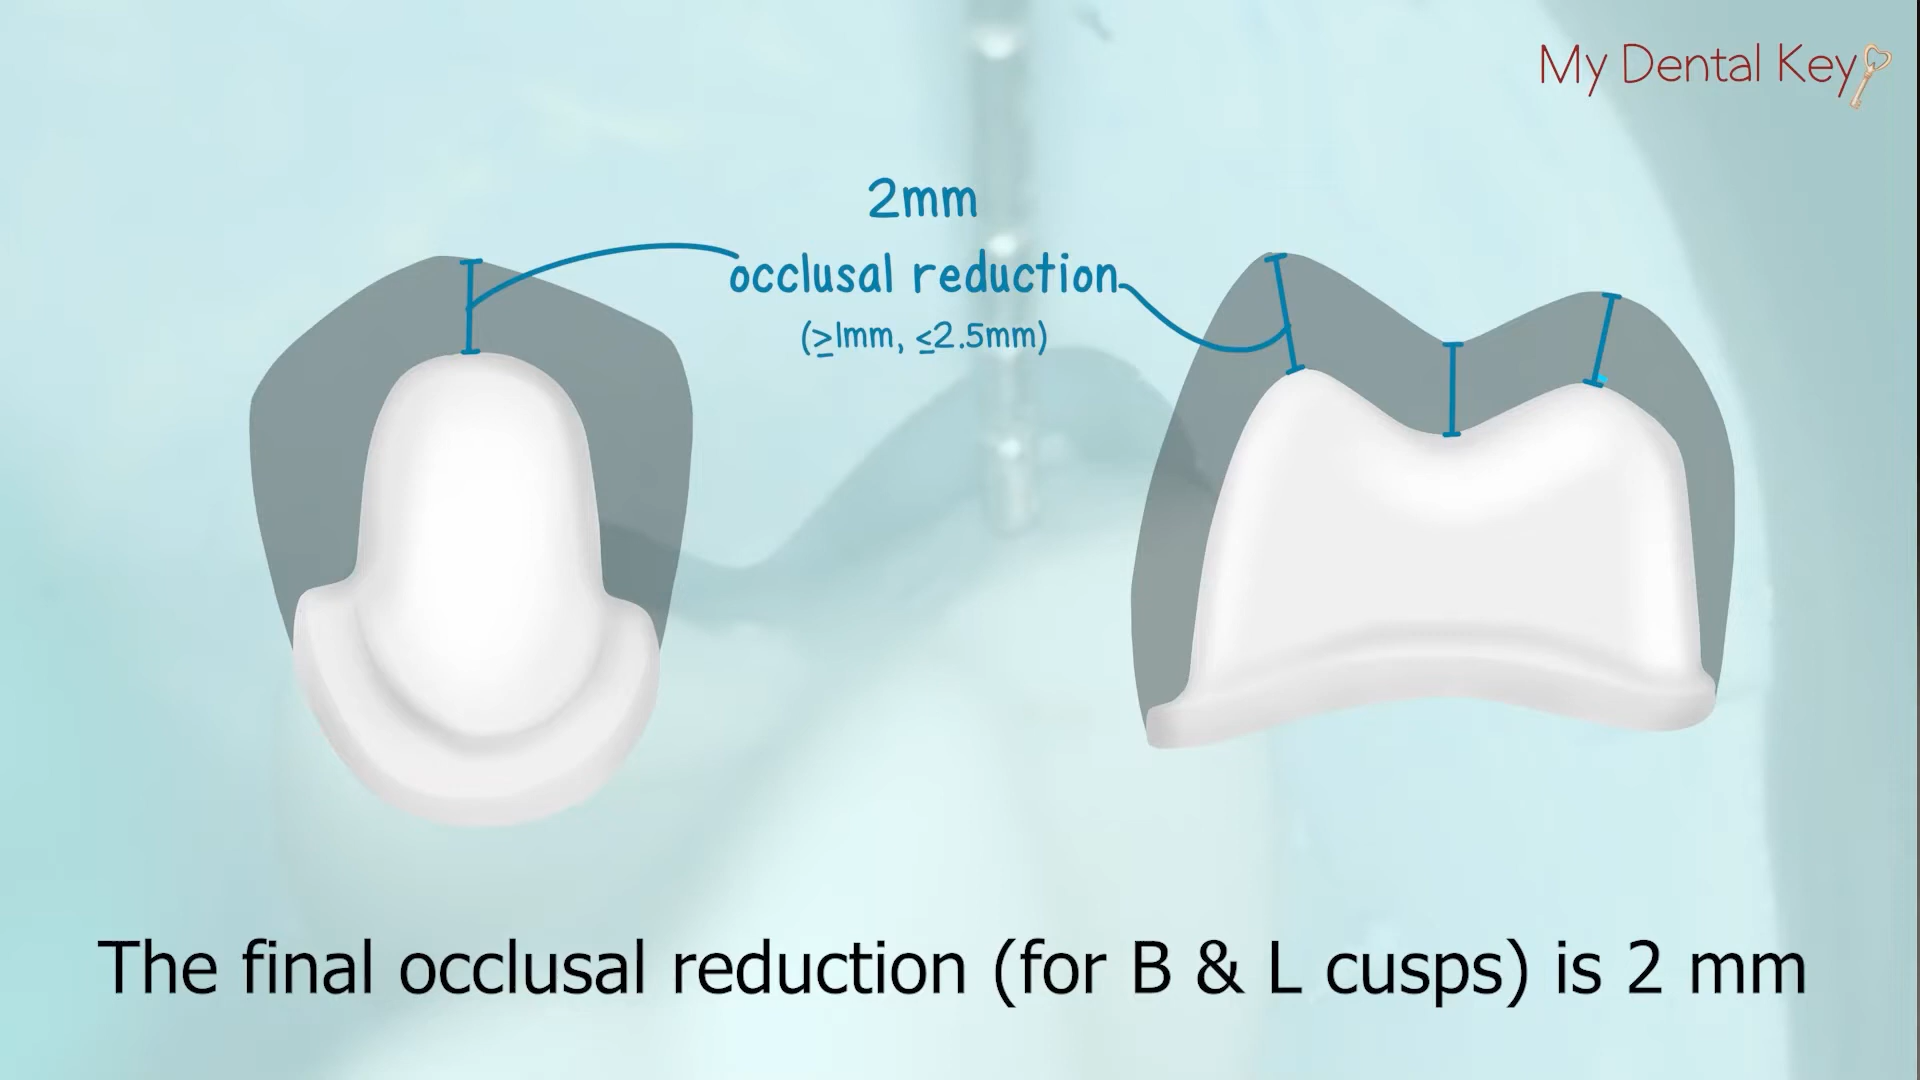 My Dental Key
2mm
occlusal reduction
(≥1mm, ≤2.5mm)
The final occlusal reduction (for B & L cusps) is 2 mm